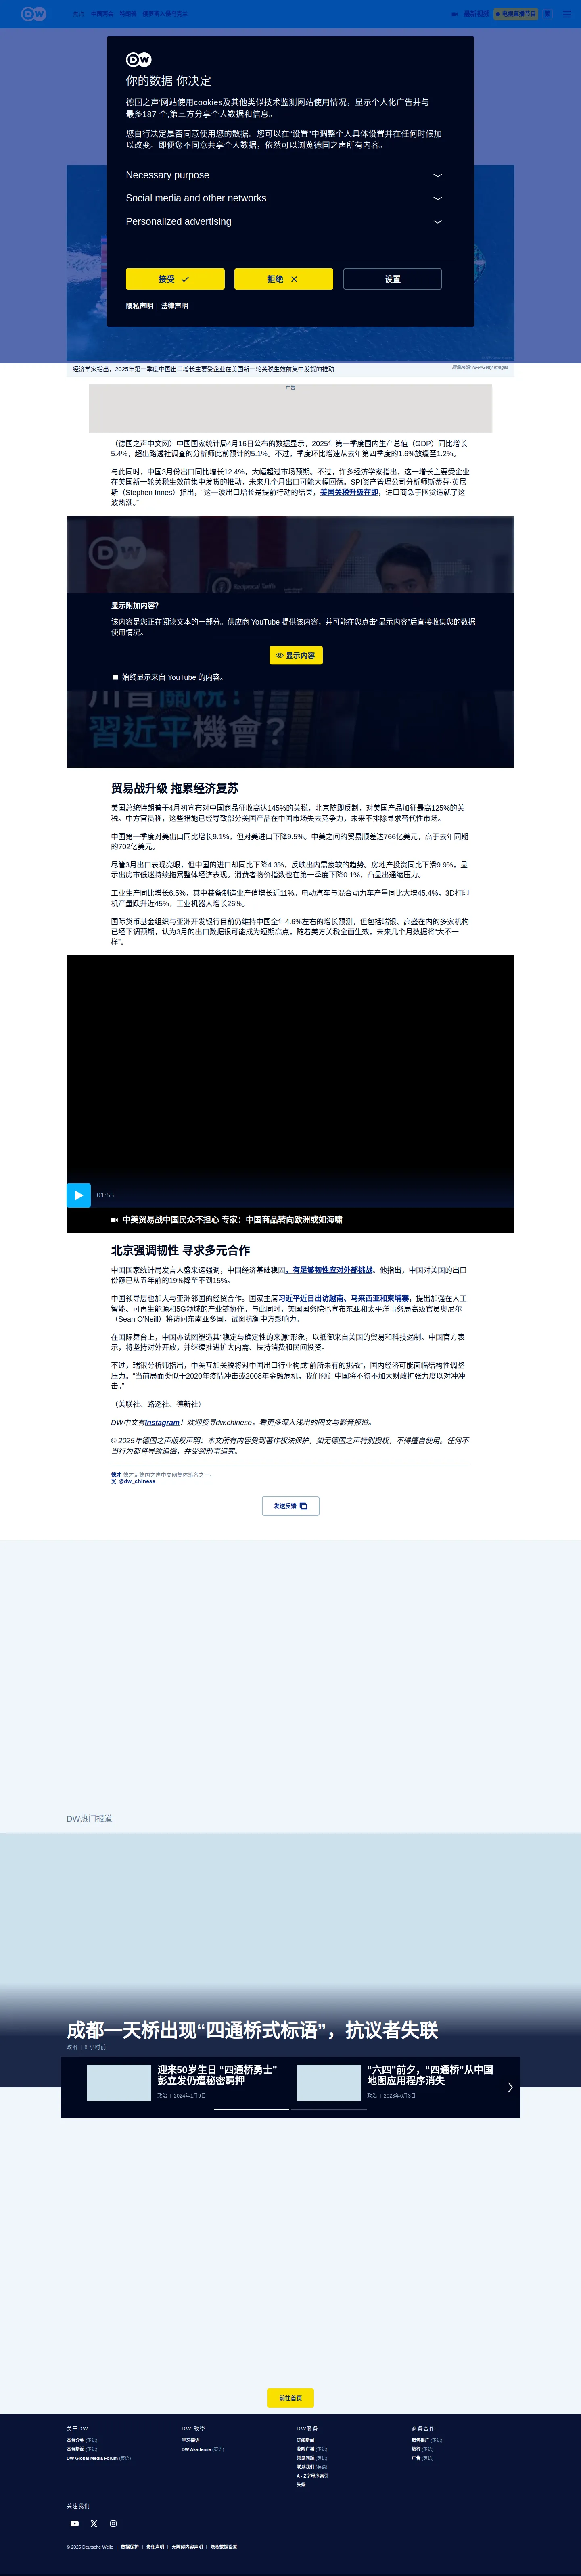 最新视频
电视直播节目
DW
你的数据 你决定
德国之声'网站使用cookies及其他类似技术监测网站使用情况，显示个人化广告并与
最多187 个;第三方分享个人数据和信息。
您自行决定是否同意使用您的数据。您可以在“设置”中调整个人具体设置并在任何时候加
以改变。即便您不同意共享个人数据，依然可以浏览德国之声所有内容。
Necessary purpose
Social media and other networks
Personalized advertising
接受
拒绝
设置
隐私声明 | 法律声明
经济学家指出，2025年第一季度中国出口增长主要受企业在美国新一轮关税生效前集中发货的推动
图像来源: AFP/Getty Images
广告
（德国之声中文网）中国国家统计局4月16日公布的数据显示，2025年第一季度国内生产总值（GDP）同比增长
5.4%，超出路透社调查的分析师此前预计的5.1%。不过，季度环比增速从去年第四季度的1.6%放缓至1.2%。
与此同时，中国3月份出口同比增长12.4%，大幅超过市场预期。不过，许多经济学家指出，这一增长主要受企业
在美国新一轮关税生效前集中发货的推动，未来几个月出口可能大幅回落。SPI资产管理公司分析师斯蒂芬·英尼
斯（Stephen Innes）指出，“这一波出口增长是提前行动的结果，美国关税升级在即，进口商急于囤货造就了这
波热潮。”
显示附加内容?
该内容是您正在阅读文本的一部分。供应商 YouTube 提供该内容，并可能在您点击“显示内容”后直接收集您的数据
使用情况。
显示内容
始终显示来自 YouTube 的内容。
川普
關稅！
習近平機會？
贸易战升级 拖累经济复苏
美国总统特朗普于4月初宣布对中国商品征收高达145%的关税，北京随即反制，对美国产品加征最高125%的关
税。中方官员称，这些措施已经导致部分美国产品在中国市场失去竞争力，未来不排除寻求替代性市场。
中国第一季度对美出口同比增长9.1%，但对美进口下降9.5%。中美之间的贸易顺差达766亿美元，高于去年同期
的702亿美元。
尽管3月出口表现亮眼，但中国的进口却同比下降4.3%，反映出内需疲软的趋势。房地产投资同比下滑9.9%，显
示出房市低迷持续拖累整体经济表现。消费者物价指数也在第一季度下降0.1%，凸显出通缩压力。
工业生产同比增长6.5%，其中装备制造业产值增长近11%。电动汽车与混合动力车产量同比大增45.4%，3D打印
机产量跃升近45%，工业机器人增长26%。
国际货币基金组织与亚洲开发银行目前仍维持中国全年4.6%左右的增长预测，但包括瑞银、高盛在内的多家机构
已经下调预期，认为3月的出口数据很可能成为短期高点，随着美方关税全面生效，未来几个月数据将“大不一
样”。
01:55
中美贸易战中国民众不担心 专家：中国商品转向欧洲或如海啸
北京强调韧性 寻求多元合作
中国国家统计局发言人盛来运强调，中国经济基础稳固，有足够韧性应对外部挑战。他指出，中国对美国的出口
份额已从五年前的19%降至不到15%。
中国领导层也加大与亚洲邻国的经贸合作。国家主席习近平近日出访越南、马来西亚和柬埔寨，提出加强在人工
智能、可再生能源和5G领域的产业链协作。与此同时，美国国务院也宣布东亚和太平洋事务局高级官员奥尼尔
（Sean O'Neill）将访问东南亚多国，试图抗衡中方影响力。
在国际舞台上，中国亦试图塑造其“稳定与确定性的来源”形象，以抵御来自美国的贸易和科技遏制。中国官方表
示，将坚持对外开放，并继续推进扩大内需、扶持消费和民间投资。
不过，瑞银分析师指出，中美互加关税将对中国出口行业构成“前所未有的挑战”，国内经济可能面临结构性调整
压力。“当前局面类似于2020年疫情冲击或2008年金融危机，我们预计中国将不得不加大财政扩张力度以对冲冲
击。”
（美联社、路透社、德新社）
DW中文有Instagram！欢迎搜寻dw.chinese，看更多深入浅出的图文与影音报道。
© 2025年德国之声版权声明：本文所有内容受到著作权法保护，如无德国之声特别授权，不得擅自使用。任何不
当行为都将导致追偿，并受到刑事追究。
德才 德才是德国之声中文网集体笔名之一。
@dw_chinese
发送反馈
DW热门报道
成都一天桥出现“四通桥式标语”，抗议者失联
政治 | 6 小时前
迎来50岁生日 “四通桥勇士”
彭立发仍遭秘密羁押
政治 | 2024年1月9日
“六四”前夕，“四通桥”从中国
地图应用程序消失
政治 | 2023年6月3日
前往首页
关于DW
本台介绍 (英语)
本台新闻 (英语)
DW Global Media Forum (英语)
DW 教學
学习德语
DW Akademie (英语)
DW服务
订阅新闻
收听广播 (英语)
常见问题 (英语)
联系我们 (英语)
A - Z字母序索引
头条
商务合作
销售推广 (英语)
旅行 (英语)
广告 (英语)
关注我们
© 2025 Deutsche Welle | 数据保护 | 责任声明 | 无障碍内容声明 | 隐私数据设置